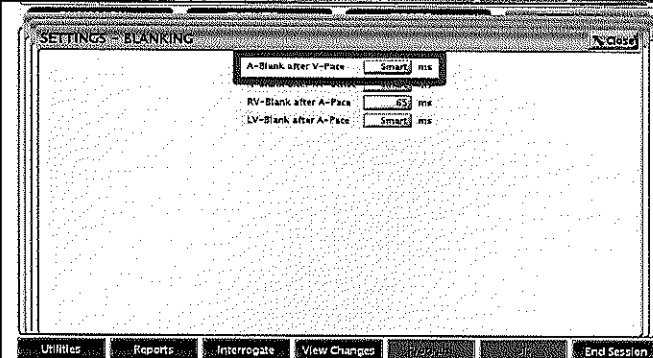 SETTINGS - BLANKING
Close
A-Blank after V-Pace Smart ms
RV-Blank after A-Pace 65 ms
LV-Blank after A-Pace Smart ms
Utilities Reports Interrogate View Changes End Session